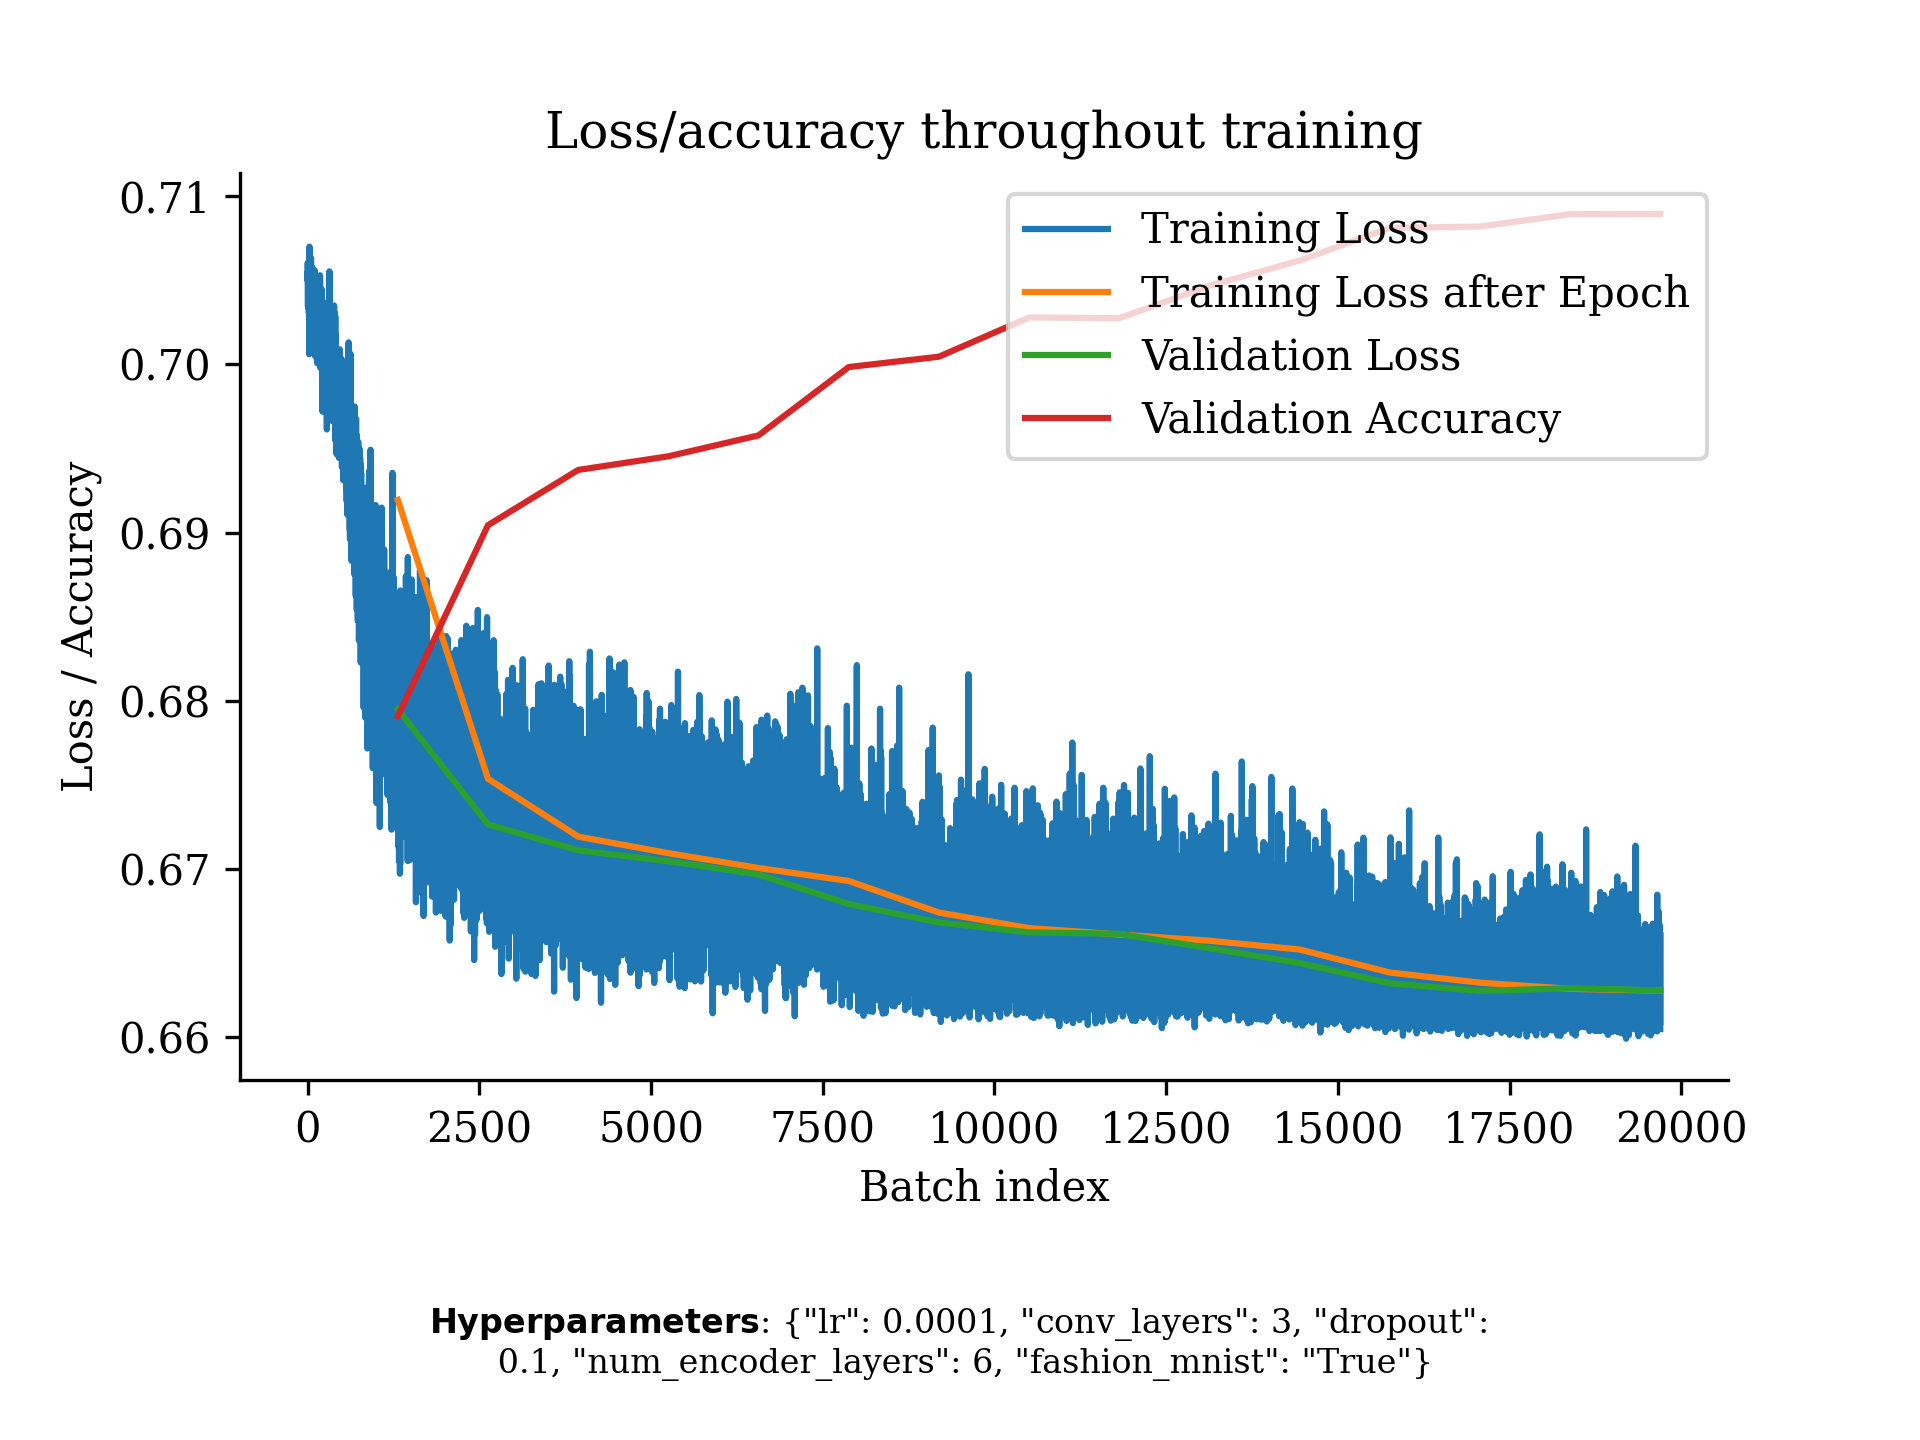 Loss/accuracy throughout training
0.71
0.70
0.69
0.68
0.67
0.66
Loss / Accuracy
Training Loss
Training Loss after Epoch
Validation Loss
Validation Accuracy
0 2500 5000 7500 10000 12500 15000 17500 20000
Batch index
Hyperparameters: {"lr": 0.0001, "conv_layers": 3, "dropout":
0.1, "num_encoder_layers": 6, "fashion_mnist": "True"}